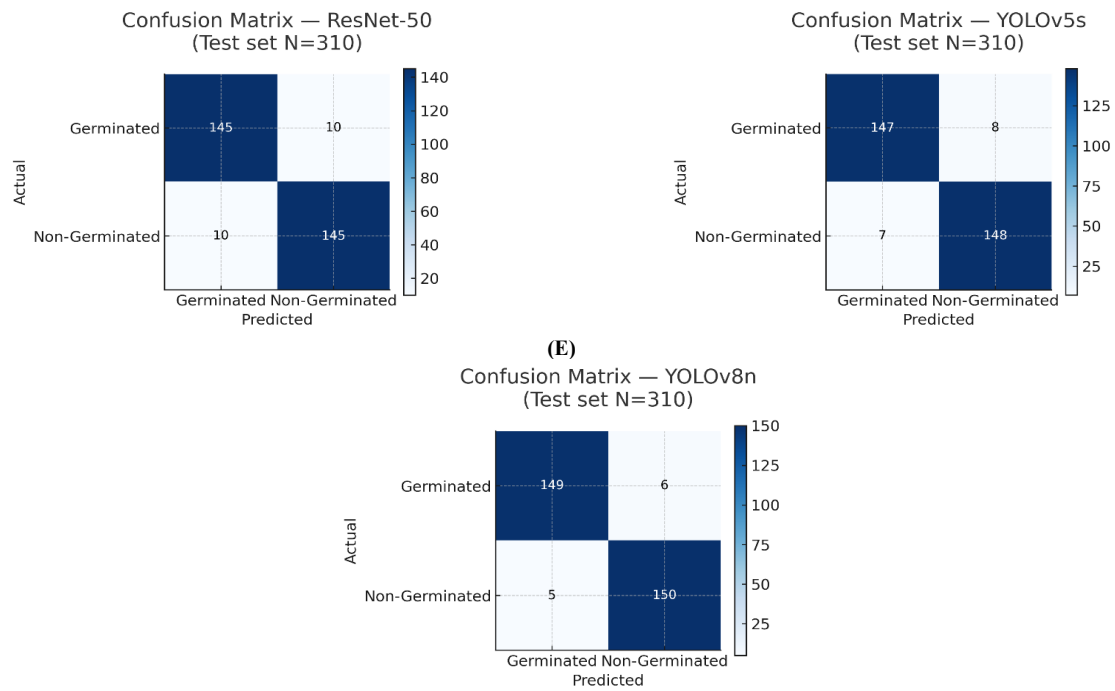 Confusion Matrix — ResNet-50
(Test set N=310)
140
120
100
80
60
40
20
Actual
Germinated
145
10
Non-Germinated
10
145
Germinated Non-Germinated
Predicted
Confusion Matrix — YOLOv5s
(Test set N=310)
125
100
75
50
25
Actual
Germinated
147
8
Non-Germinated
7
148
Germinated Non-Germinated
Predicted
(E)
Confusion Matrix — YOLOv8n
(Test set N=310)
150
125
100
75
50
25
Actual
Germinated
149
6
Non-Germinated
5
150
Germinated Non-Germinated
Predicted